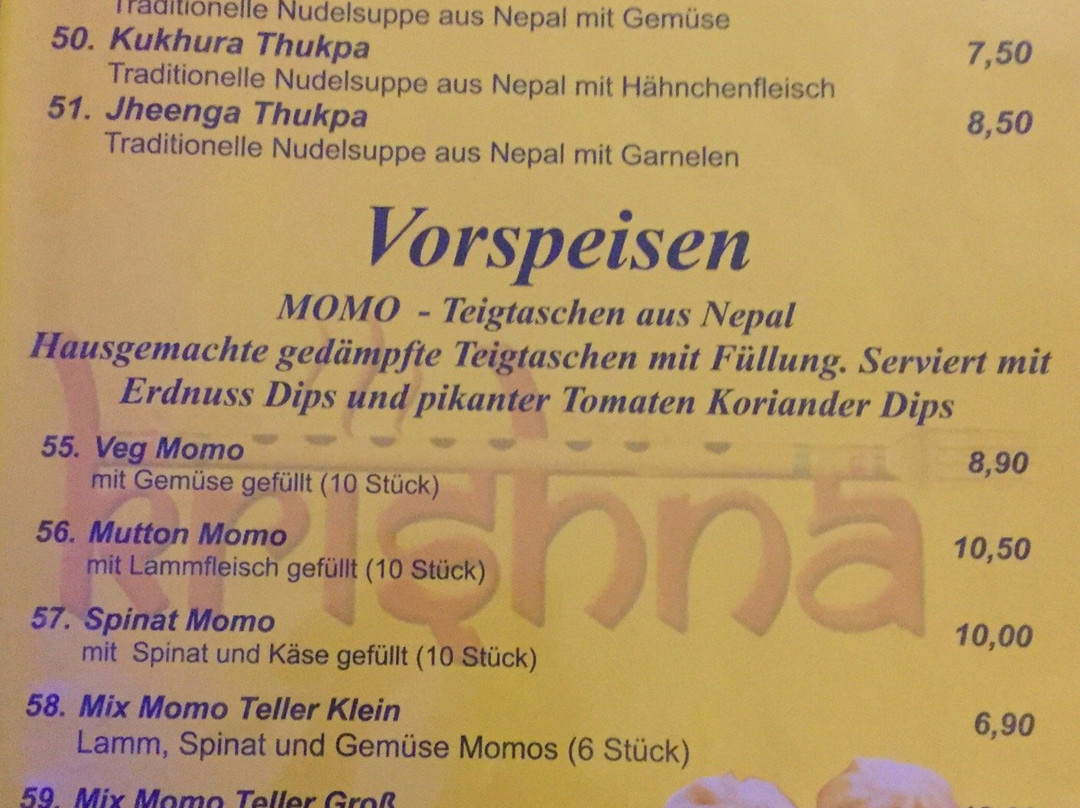 Traditionelle Nudelsuppe aus Nepal mit Gemüse
50. Kukhura Thukpa 7,50
Traditionelle Nudelsuppe aus Nepal mit Hähnchenfleisch
51. Jheenga Thukpa 8,50
Traditionelle Nudelsuppe aus Nepal mit Garnelen
Vorspeisen
MOMO - Teigtaschen aus Nepal
Hausgemachte gedämpfte Teigtaschen mit Füllung. Serviert mit
Erdnuss Dips und pikanter Tomaten Koriander Dips
krishna
55. Veg Momo 8,90
mit Gemüse gefüllt (10 Stück)
56. Mutton Momo 10,50
mit Lammfleisch gefüllt (10 Stück)
57. Spinat Momo 10,00
mit Spinat und Käse gefüllt (10 Stück)
58. Mix Momo Teller Klein 6,90
Lamm, Spinat und Gemüse Momos (6 Stück)
59. Mix Momo Teller Groß